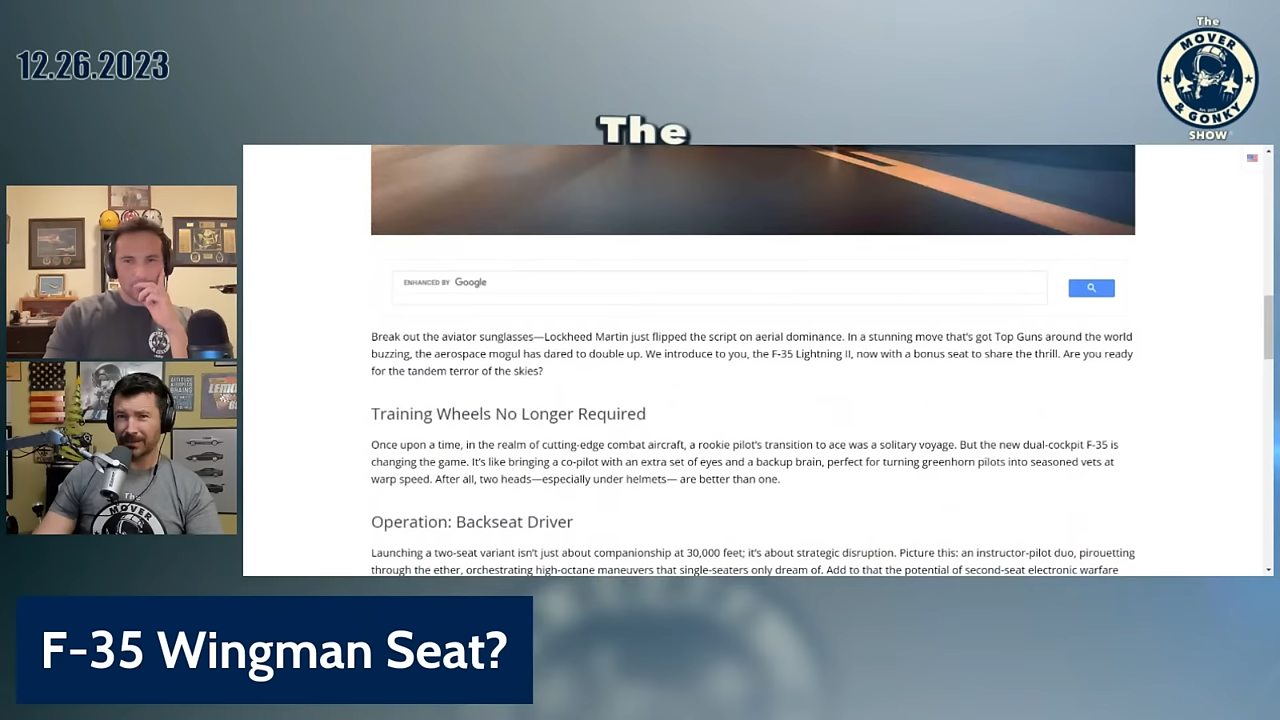 12.26.2023
The
MOVER
& GONKY
SHOW
The
ENHANCED BY Google
Break out the aviator sunglasses—Lockheed Martin just flipped the script on aerial dominance. In a stunning move that's got Top Guns around the world
buzzing, the aerospace mogul has dared to double up. We introduce to you, the F-35 Lightning II, now with a bonus seat to share the thrill. Are you ready
for the tandem terror of the skies?
Training Wheels No Longer Required
Once upon a time, in the realm of cutting-edge combat aircraft, a rookie pilot's transition to ace was a solitary voyage. But the new dual-cockpit F-35 is
changing the game. It's like bringing a co-pilot with an extra set of eyes and a backup brain, perfect for turning greenhorn pilots into seasoned vets at
warp speed. After all, two heads—especially under helmets— are better than one.
Operation: Backseat Driver
Launching a two-seat variant isn't just about companionship at 30,000 feet; it's about strategic disruption. Picture this: an instructor-pilot duo, pirouetting
through the ether, orchestrating high-octane maneuvers that single-seaters only dream of. Add to that the potential of second-seat electronic warfare
ATTITUDE
AIRSPEED
BRAINS
The
MOVER
F-35 Wingman Seat?